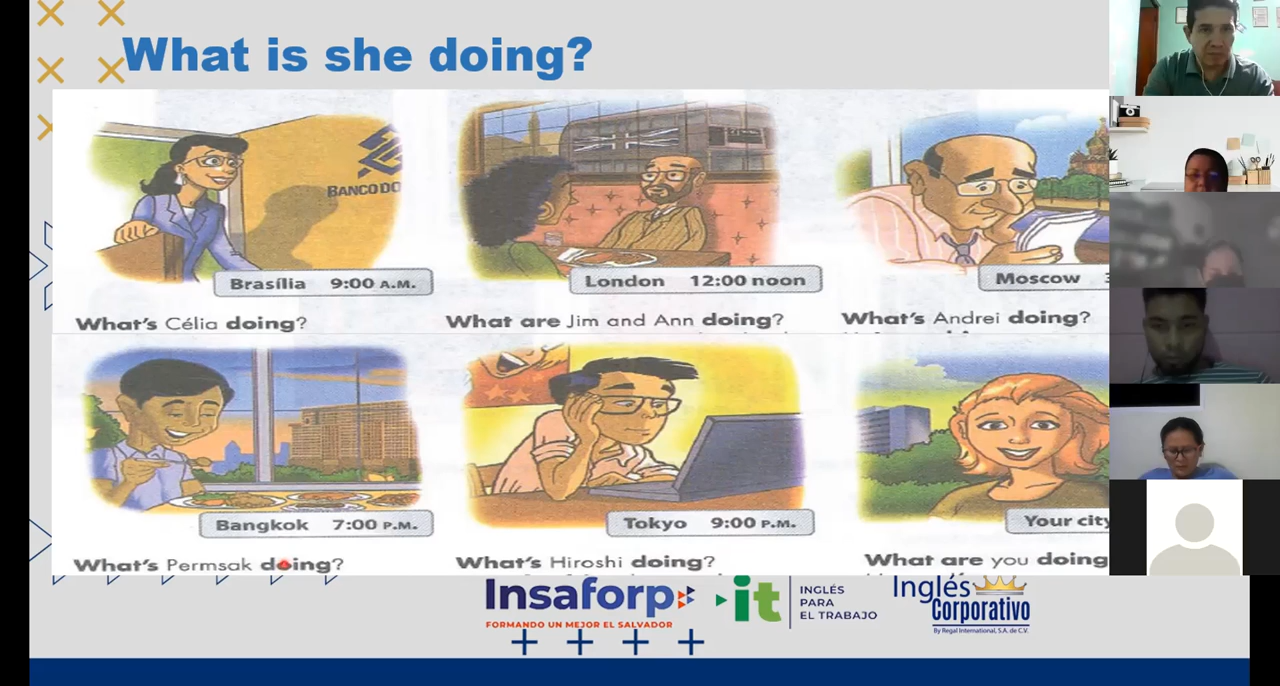 What is she doing?
BANCO DO
Brasília 9:00 A.M.
London 12:00 noon
Moscow
What's Célia doing?
What are Jim and Ann doing?
What's Andrei doing?
Bangkok 7:00 P.M.
Tokyo 9:00 P.M.
Your city
What's Permsak doing?
What's Hiroshi doing?
What are you doing
Insaforp
FORMANDO UN MEJOR EL SALVADOR
it
INGLÉS
PARA
EL TRABAJO
Inglés
Corporativo
By Regal International, S.A. de C.V.